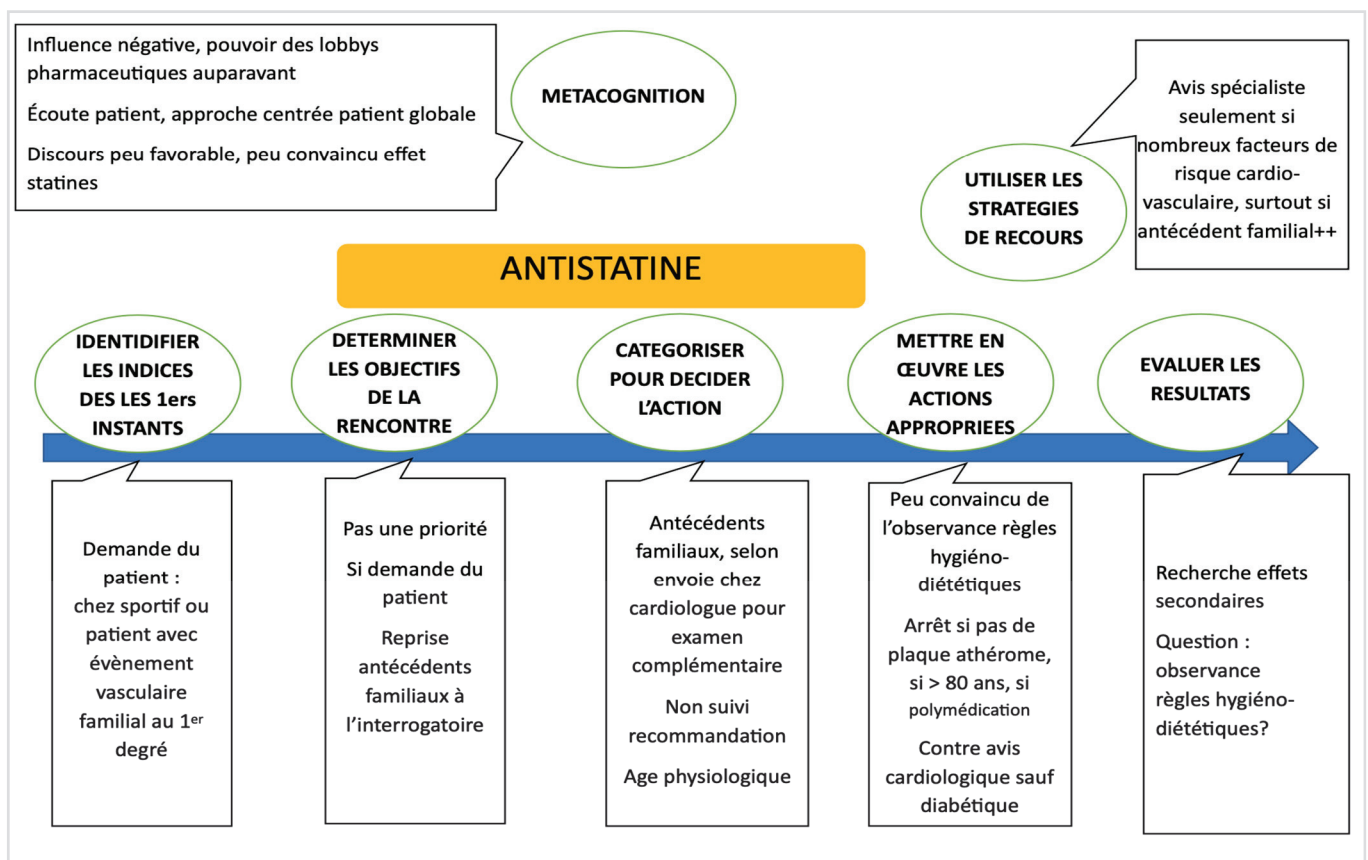 Influence négative, pouvoir des lobbys
pharmaceutiques auparavant
Écoute patient, approche centrée patient globale
Discours peu favorable, peu convaincu effet
statines
METACOGNITION
UTILISER LES
STRATEGIES
DE RECOURS
Avis spécialiste
seulement si
nombreux facteurs de
risque cardio-
vasculaire, surtout si
antécédent familial++
ANTISTATINE
IDENTIDIFIER
LES INDICES
DES LES 1ers
INSTANTS
DETERMINER
LES OBJECTIFS
DE LA
RENCONTRE
CATEGORISER
POUR DECIDER
L’ACTION
METTRE EN
ŒUVRE LES
ACTIONS
APPROPRIEES
EVALUER LES
RESULTATS
Demande du
patient :
chez sportif ou
patient avec
évènement
vasculaire
familial au 1er
degré
Pas une priorité
Si demande du
patient
Reprise
antécédents
familiaux à
l’interrogatoire
Antécédents
familiaux, selon
envoie chez
cardiologue pour
examen
complémentaire
Non suivi
recommandation
Age physiologique
Peu convaincu de
l’observance règles
hygiéno-
diététiques
Arrêt si pas de
plaque athérome,
si > 80 ans, si
polymédication
Contre avis
cardiologique sauf
diabétique
Recherche effets
secondaires
Question :
observance
règles hygiéno-
diététiques?